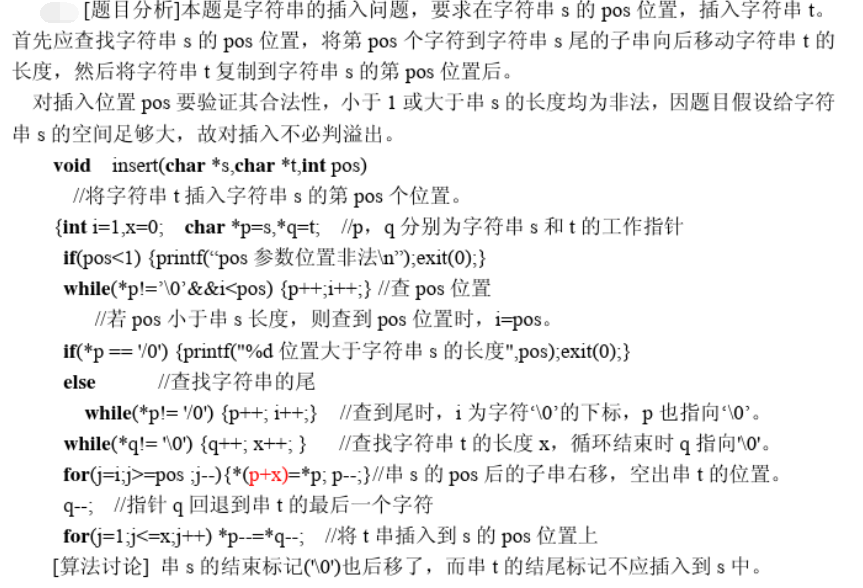 [题目分析]本题是字符串的插入问题，要求在字符串 s 的 pos 位置，插入字符串 t。
首先应查找字符串 s 的 pos 位置，将第 pos 个字符到字符串 s 尾的子串向后移动字符串 t 的
长度，然后将字符串 t 复制到字符串 s 的第 pos 位置后。
对插入位置 pos 要验证其合法性，小于 1 或大于串 s 的长度均为非法，因题目假设给字符
串 s 的空间足够大，故对插入不必判溢出。
void insert(char *s,char *t,int pos)
//将字符串 t 插入字符串 s 的第 pos 个位置。
{int i=1,x=0; char *p=s,*q=t; //p，q 分别为字符串 s 和 t 的工作指针
if(pos<1) {printf(“pos 参数位置非法\n”);exit(0);}
while(*p!=’\0’&&i<pos) {p++;i++;} //查 pos 位置
//若 pos 小于串 s 长度，则查到 pos 位置时，i=pos。
if(*p == '/0') {printf("%d 位置大于字符串 s 的长度",pos);exit(0);}
else //查找字符串的尾
while(*p!= '/0') {p++; i++;} //查到尾时，i 为字符‘\0’的下标，p 也指向‘\0’。
while(*q!= '\0') {q++; x++; } //查找字符串 t 的长度 x，循环结束时 q 指向'\0'。
for(j=i;j>=pos ;j--){*(p+x)=*p; p--;}//串 s 的 pos 后的子串右移，空出串 t 的位置。
q--; //指针 q 回退到串 t 的最后一个字符
for(j=1;j<=x;j++) *p--=*q--; //将 t 串插入到 s 的 pos 位置上
[算法讨论] 串 s 的结束标记('\0')也后移了，而串 t 的结尾标记不应插入到 s 中。